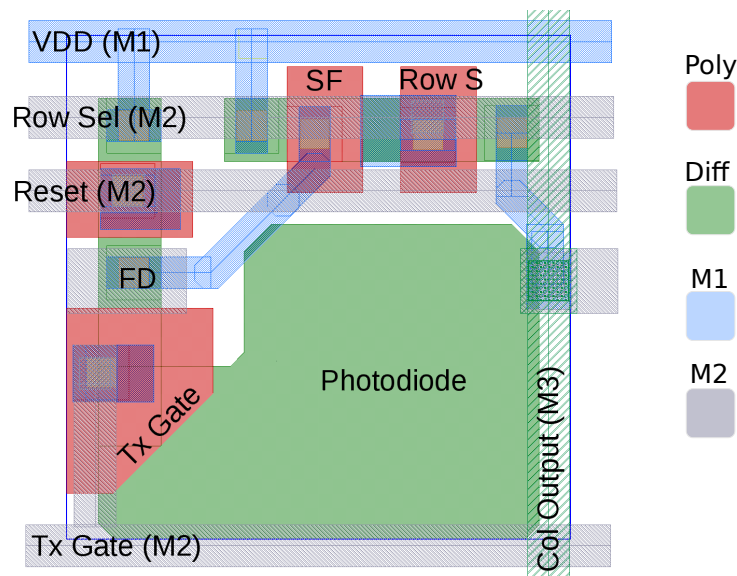 VDD (M1)
SF
Row S
Poly
Row Sel (M2)
Diff
Reset (M2)
FD
M1
Photodiode
M2
Tx Gate
Col Output (M3)
Tx Gate (M2)